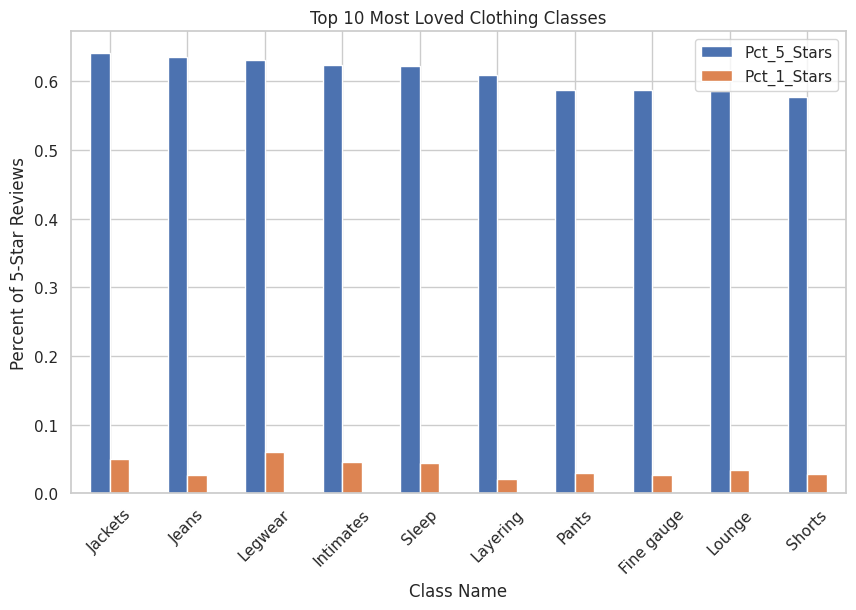 Top 10 Most Loved Clothing Classes
Pct_5_Stars
Pct_1_Stars
Percent of 5-Star Reviews
0.6
0.5
0.4
0.3
0.2
0.1
0.0
Jackets
Jeans
Legwear
Intimates
Sleep
Layering
Pants
Fine gauge
Lounge
Shorts
Class Name